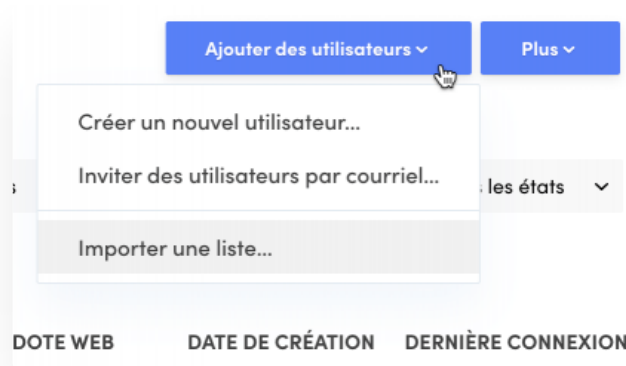 Ajouter des utilisateurs
Plus
Créer un nouvel utilisateur...
Inviter des utilisateurs par courriel...
s les états
Importer une liste...
DOTE WEB
DATE DE CRÉATION
DERNIÈRE CONNEXION